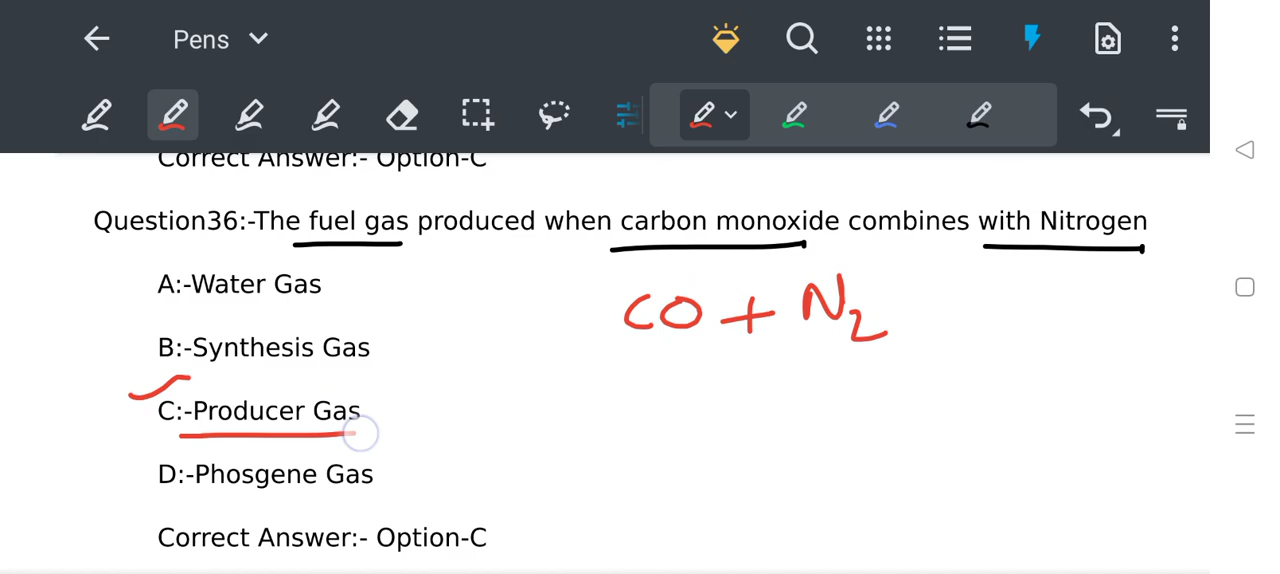 Pens
Correct Answer:- Option-C
Question36:-The fuel gas produced when carbon monoxide combines with Nitrogen
A:-Water Gas
CO + N2
B:-Synthesis Gas
C:-Producer Gas
D:-Phosgene Gas
Correct Answer:- Option-C